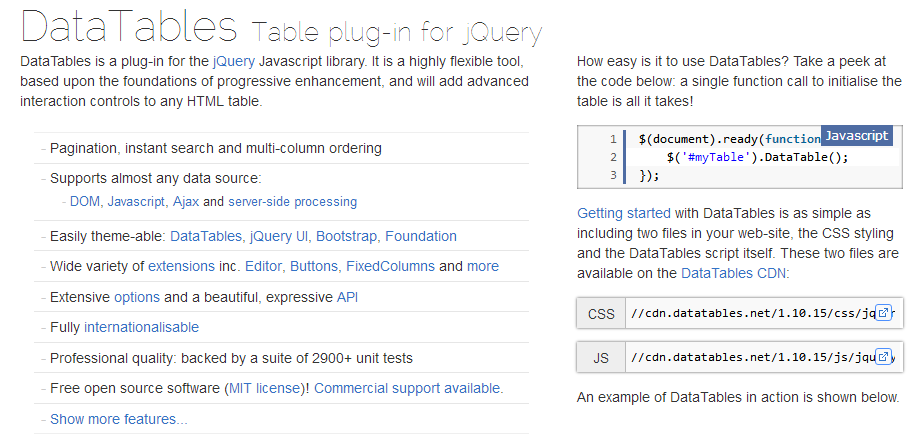 DataTables Table plug-in for jQuery
DataTables is a plug-in for the jQuery Javascript library. It is a highly flexible tool,
based upon the foundations of progressive enhancement, and will add advanced
interaction controls to any HTML table.
- Pagination, instant search and multi-column ordering
- Supports almost any data source:
- DOM, Javascript, Ajax and server-side processing
- Easily theme-able: DataTables, jQuery UI, Bootstrap, Foundation
- Wide variety of extensions inc. Editor, Buttons, FixedColumns and more
- Extensive options and a beautiful, expressive API
- Fully internationalisable
- Professional quality: backed by a suite of 2900+ unit tests
- Free open source software (MIT license)! Commercial support available.
- Show more features...
How easy is it to use DataTables? Take a peek at
the code below: a single function call to initialise the
table is all it takes!
Javascript
1 $(document).ready(function
2 $('#myTable').DataTable();
3 });
Getting started with DataTables is as simple as
including two files in your web-site, the CSS styling
and the DataTables script itself. These two files are
available on the DataTables CDN:
CSS //cdn.datatables.net/1.10.15/css/jq
JS //cdn.datatables.net/1.10.15/js/jqu
An example of DataTables in action is shown below.